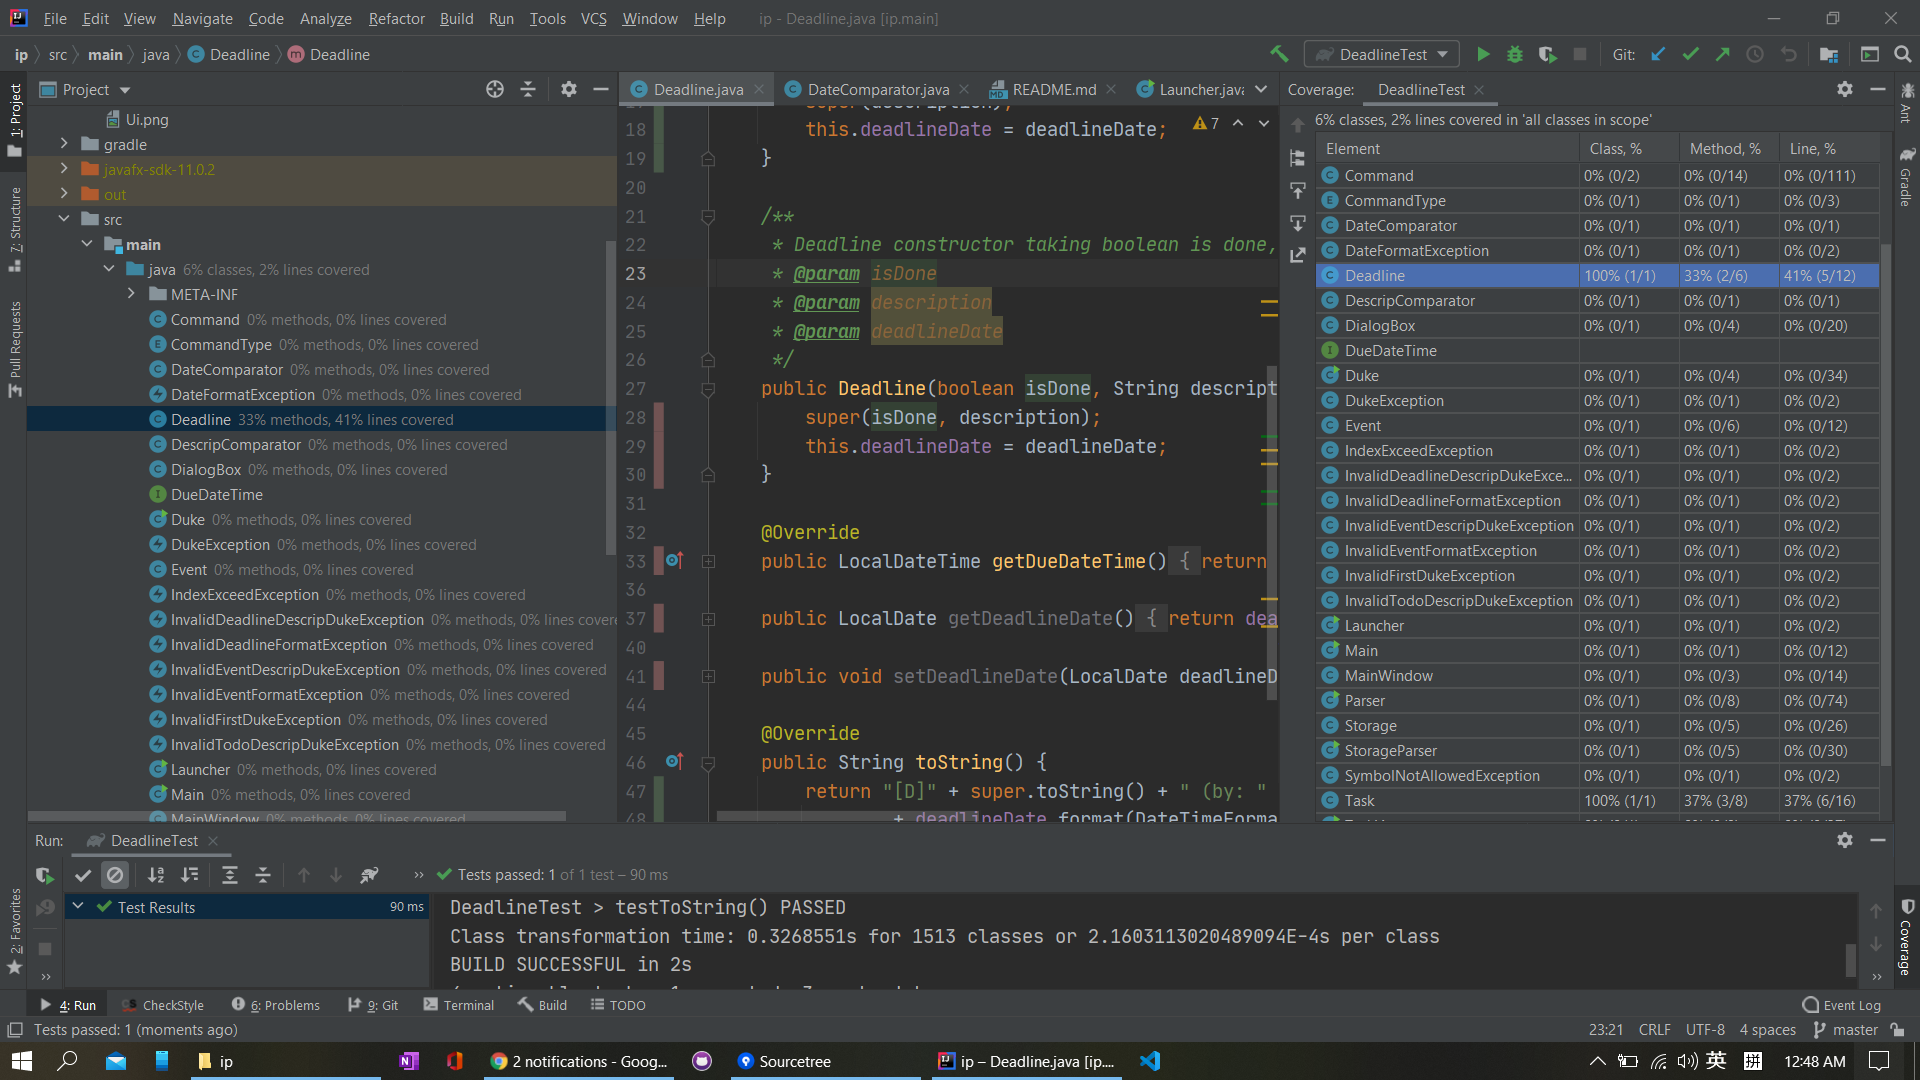 File Edit View Navigate Code Analyze Refactor Build Run Tools VCS Window Help ip - Deadline.java [ip.main]
ip src main java Deadline Deadline DeadlineTest Git:
Project
Ui.png
gradle
javafx-sdk-11.0.2
out
src
main
java 6% classes, 2% lines covered
META-INF
Command 0% methods, 0% lines covered
CommandType 0% methods, 0% lines covered
DateComparator 0% methods, 0% lines covered
DateFormatException 0% methods, 0% lines covered
Deadline 33% methods, 41% lines covered
DescripComparator 0% methods, 0% lines covered
DialogBox 0% methods, 0% lines covered
DueDateTime
Duke 0% methods, 0% lines covered
DukeException 0% methods, 0% lines covered
Event 0% methods, 0% lines covered
IndexExceedException 0% methods, 0% lines covered
InvalidDeadlineDescripDukeException 0% methods, 0% lines covere
InvalidDeadlineFormatException 0% methods, 0% lines covered
InvalidEventDescripDukeException 0% methods, 0% lines covered
InvalidEventFormatException 0% methods, 0% lines covered
InvalidFirstDukeException 0% methods, 0% lines covered
InvalidTodoDescripDukeException 0% methods, 0% lines covered
Launcher 0% methods, 0% lines covered
Main 0% methods, 0% lines covered
MainWindow 0% methods, 0% lines covered
1: Project
7: Structure
Pull Requests
2: Favorites
Deadline.java DateComparator.java README.md Launcher.java
super(description);
18 this.deadlineDate = deadlineDate; 7
19 }
20
21 /**
22 * Deadline constructor taking boolean is done,
23 * @param isDone
24 * @param description
25 * @param deadlineDate
26 */
27 public Deadline(boolean isDone, String descript
28 super(isDone, description);
29 this.deadlineDate = deadlineDate;
30 }
31
32 @Override
33 public LocalDateTime getDueDateTime() { return
36
37 public LocalDate getDeadlineDate() { return dea
40
41 public void setDeadlineDate(LocalDate deadlineD
44
45 @Override
46 public String toString() {
47 return "[D]" + super.toString() + " (by: "
48 + deadlineDate.format(DateTimeForma
Coverage: DeadlineTest
6% classes, 2% lines covered in 'all classes in scope'
Element Class, % Method, % Line, %
Command 0% (0/2) 0% (0/14) 0% (0/111)
CommandType 0% (0/1) 0% (0/1) 0% (0/3)
DateComparator 0% (0/1) 0% (0/1) 0% (0/1)
DateFormatException 0% (0/1) 0% (0/1) 0% (0/2)
Deadline 100% (1/1) 33% (2/6) 41% (5/12)
DescripComparator 0% (0/1) 0% (0/1) 0% (0/1)
DialogBox 0% (0/1) 0% (0/4) 0% (0/20)
DueDateTime
Duke 0% (0/1) 0% (0/4) 0% (0/34)
DukeException 0% (0/1) 0% (0/1) 0% (0/2)
Event 0% (0/1) 0% (0/6) 0% (0/12)
IndexExceedException 0% (0/1) 0% (0/1) 0% (0/2)
InvalidDeadlineDescripDukeExce... 0% (0/1) 0% (0/1) 0% (0/2)
InvalidDeadlineFormatException 0% (0/1) 0% (0/1) 0% (0/2)
InvalidEventDescripDukeException 0% (0/1) 0% (0/1) 0% (0/2)
InvalidEventFormatException 0% (0/1) 0% (0/1) 0% (0/2)
InvalidFirstDukeException 0% (0/1) 0% (0/1) 0% (0/2)
InvalidTodoDescripDukeException 0% (0/1) 0% (0/1) 0% (0/2)
Launcher 0% (0/1) 0% (0/1) 0% (0/2)
Main 0% (0/1) 0% (0/1) 0% (0/12)
MainWindow 0% (0/1) 0% (0/3) 0% (0/14)
Parser 0% (0/1) 0% (0/8) 0% (0/74)
Storage 0% (0/1) 0% (0/5) 0% (0/26)
StorageParser 0% (0/1) 0% (0/5) 0% (0/30)
SymbolNotAllowedException 0% (0/1) 0% (0/1) 0% (0/2)
Task 100% (1/1) 37% (3/8) 37% (6/16)
Ant
Gradle
Coverage
Run: DeadlineTest
Tests passed: 1 of 1 test – 90 ms
Test Results 90 ms
DeadlineTest > testToString() PASSED
Class transformation time: 0.3268551s for 1513 classes or 2.1603113020489094E-4s per class
BUILD SUCCESSFUL in 2s
4: Run CheckStyle 6: Problems 9: Git Terminal Build TODO Event Log
Tests passed: 1 (moments ago) 23:21 CRLF UTF-8 4 spaces master
ip 2 notifications - Goog... Sourcetree ip – Deadline.java [ip.... 英 拼 12:48 AM